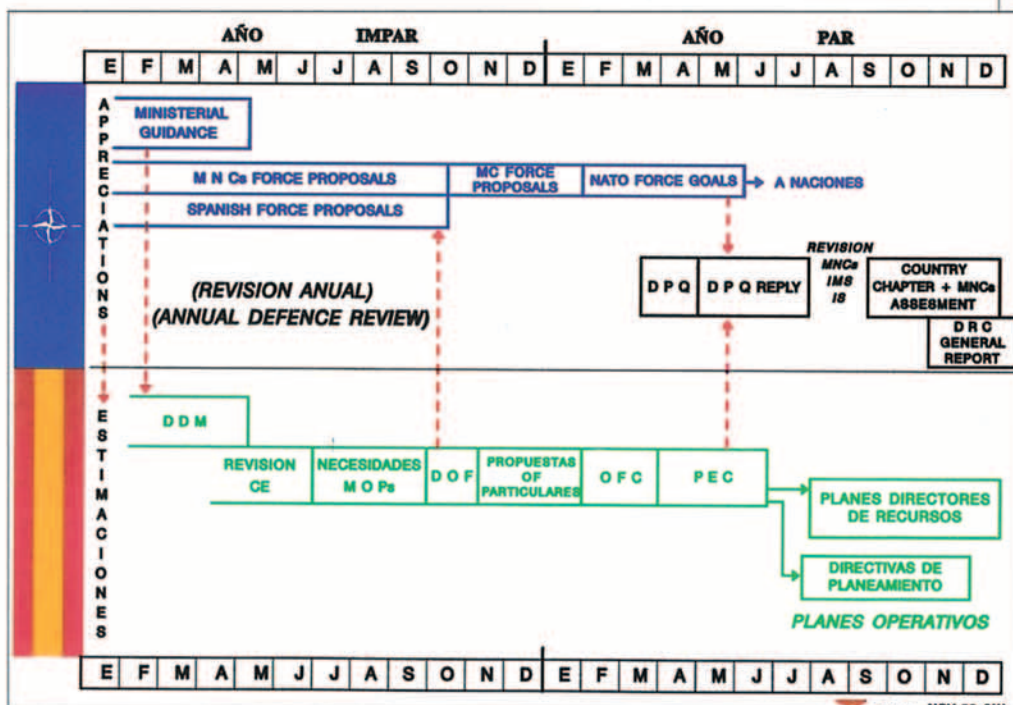 AÑO IMPAR AÑO PAR
E F M A M J J A S O N D E F M A M J J A S O N D
APPRECIATIONS
MINISTERIAL
GUIDANCE
M N Cs FORCE PROPOSALS
MC FORCE
PROPOSALS
NATO FORCE GOALS
A NACIONES
SPANISH FORCE PROPOSALS
(REVISION ANUAL)
(ANNUAL DEFENCE REVIEW)
D P Q
D P Q REPLY
REVISION
MNCs
IMS
IS
COUNTRY
CHAPTER + MNCs
ASSESMENT
D R C
GENERAL
REPORT
ESTIMACIONES
D D M
REVISION
CE
NECESIDADES
M O Ps
D O F
PROPUESTAS
OF
PARTICULARES
O F C
P E C
PLANES DIRECTORES
DE RECURSOS
DIRECTIVAS DE
PLANEAMIENTO
PLANES OPERATIVOS
E F M A M J J A S O N D E F M A M J J A S O N D